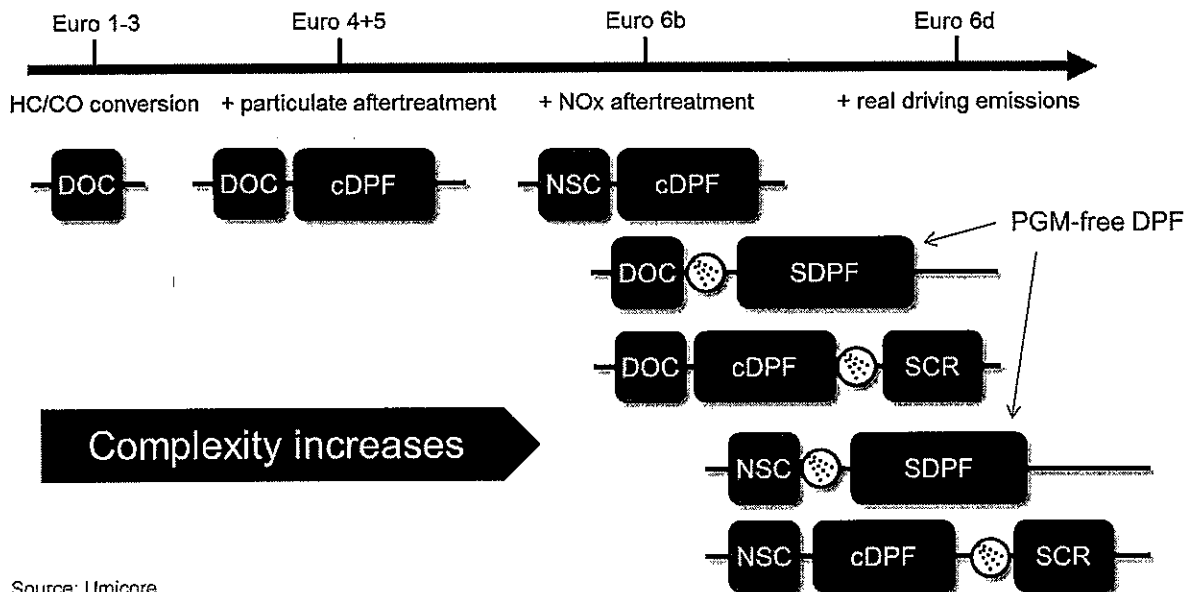 Euro 1-3 Euro 4+5 Euro 6b Euro 6d
HC/CO conversion + particulate aftertreatment + NOx aftertreatment + real driving emissions
DOC DOC cDPF NSC cDPF
PGM-free DPF
DOC SDPF
DOC cDPF SCR
Complexity increases
NSC SDPF
NSC cDPF SCR
Source: Umicore